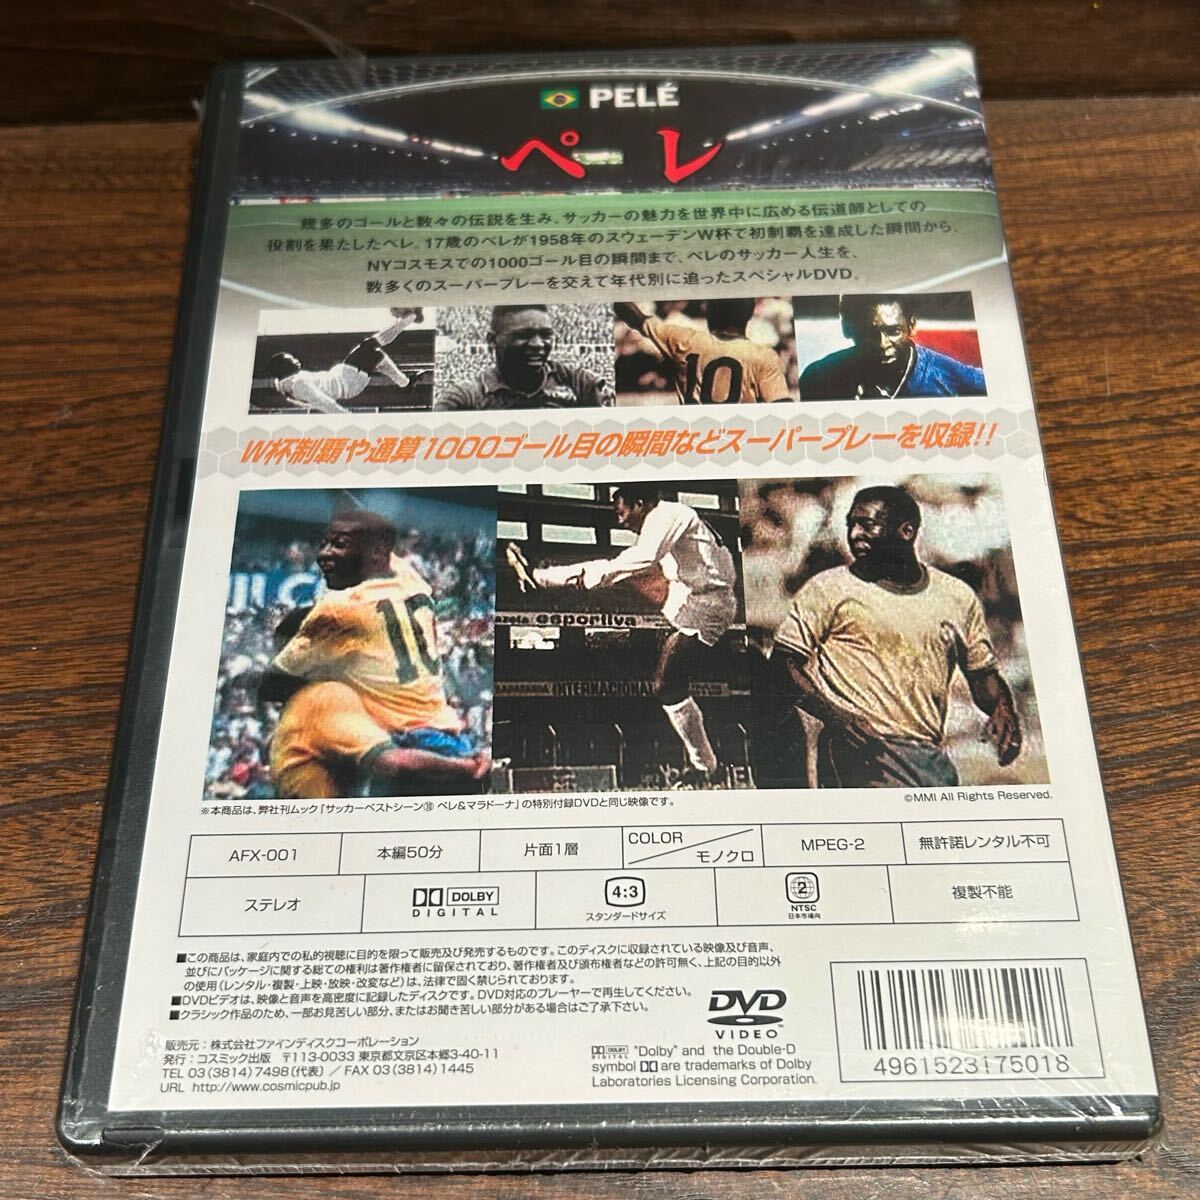 PELÉ
ペレ
幾多のゴールと数々の伝説を生み、サッカーの魅力を世界中に広める伝道師としての
役割を果たしたペレ。17歳のペレが1958年のスウェーデンW杯で初制覇を達成した瞬間から、
NYコスモスでの1000ゴール目の瞬間まで、ペレのサッカー人生を、
数多くのスーパープレーを交えて年代別に追ったスペシャルDVD。
10
W杯制覇や通算1000ゴール目の瞬間などスーパープレーを収録!!
10
esportiva
INTERNACIONAL
※本商品は、弊社刊ムック「サッカーベストシーン⑱ ペレ&マラドーナ」の特別付録DVDと同じ映像です。
©MMI All Rights Reserved.
AFX-001
本編50分
片面1層
COLOR
モノクロ
MPEG-2
無許諾レンタル不可
ステレオ
DOLBY
DIGITAL
4:3
スタンダードサイズ
2
NTSC
日本市場向
複製不能
■この商品は、家庭内での私的視聴に目的を限って販売及び発売するものです。このディスクに収録されている映像及び音声、
並びにパッケージに関する総ての権利は著作権者に留保されており、著作権者及び頒布権者などの許可無く、上記の目的以外
の使用(レンタル・複製・上映・放映・改変など)は、法律で固く禁じられております。
■DVDビデオは、映像と音声を高密度に記録したディスクです。DVD対応のプレーヤーで再生してください。
■クラシック作品のため、一部お見苦しい部分、またはお聞き苦しい部分がある場合はご了承下さい。
販売元:株式会社ファインディスクコーポレーション
発行:コスミック出版 〒113-0033 東京都文京区本郷3-40-11
TEL 03(3814)7498(代表) / FAX 03(3814)1445
URL http://www.cosmicpub.jp
DVD
VIDEO™
DOLBY DIGITAL "Dolby" and the Double-D
symbol are trademarks of Dolby
Laboratories Licensing Corporation.
4961523175018